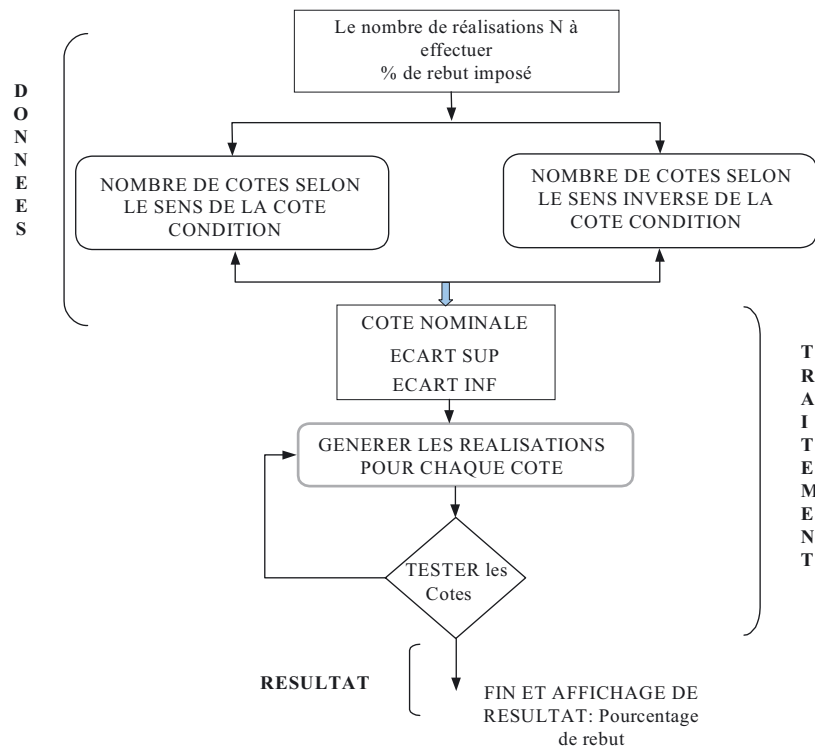 Le nombre de réalisations N à
effectuer
% de rebut imposé
DONNEES
NOMBRE DE COTES SELON
LE SENS DE LA COTE
CONDITION
NOMBRE DE COTES SELON
LE SENS INVERSE DE LA
COTE CONDITION
COTE NOMINALE
ECART SUP
ECART INF
TRAITEMENT
GENERER LES REALISATIONS
POUR CHAQUE COTE
TESTER les
Cotes
RESULTAT
FIN ET AFFICHAGE DE
RESULTAT: Pourcentage
de rebut